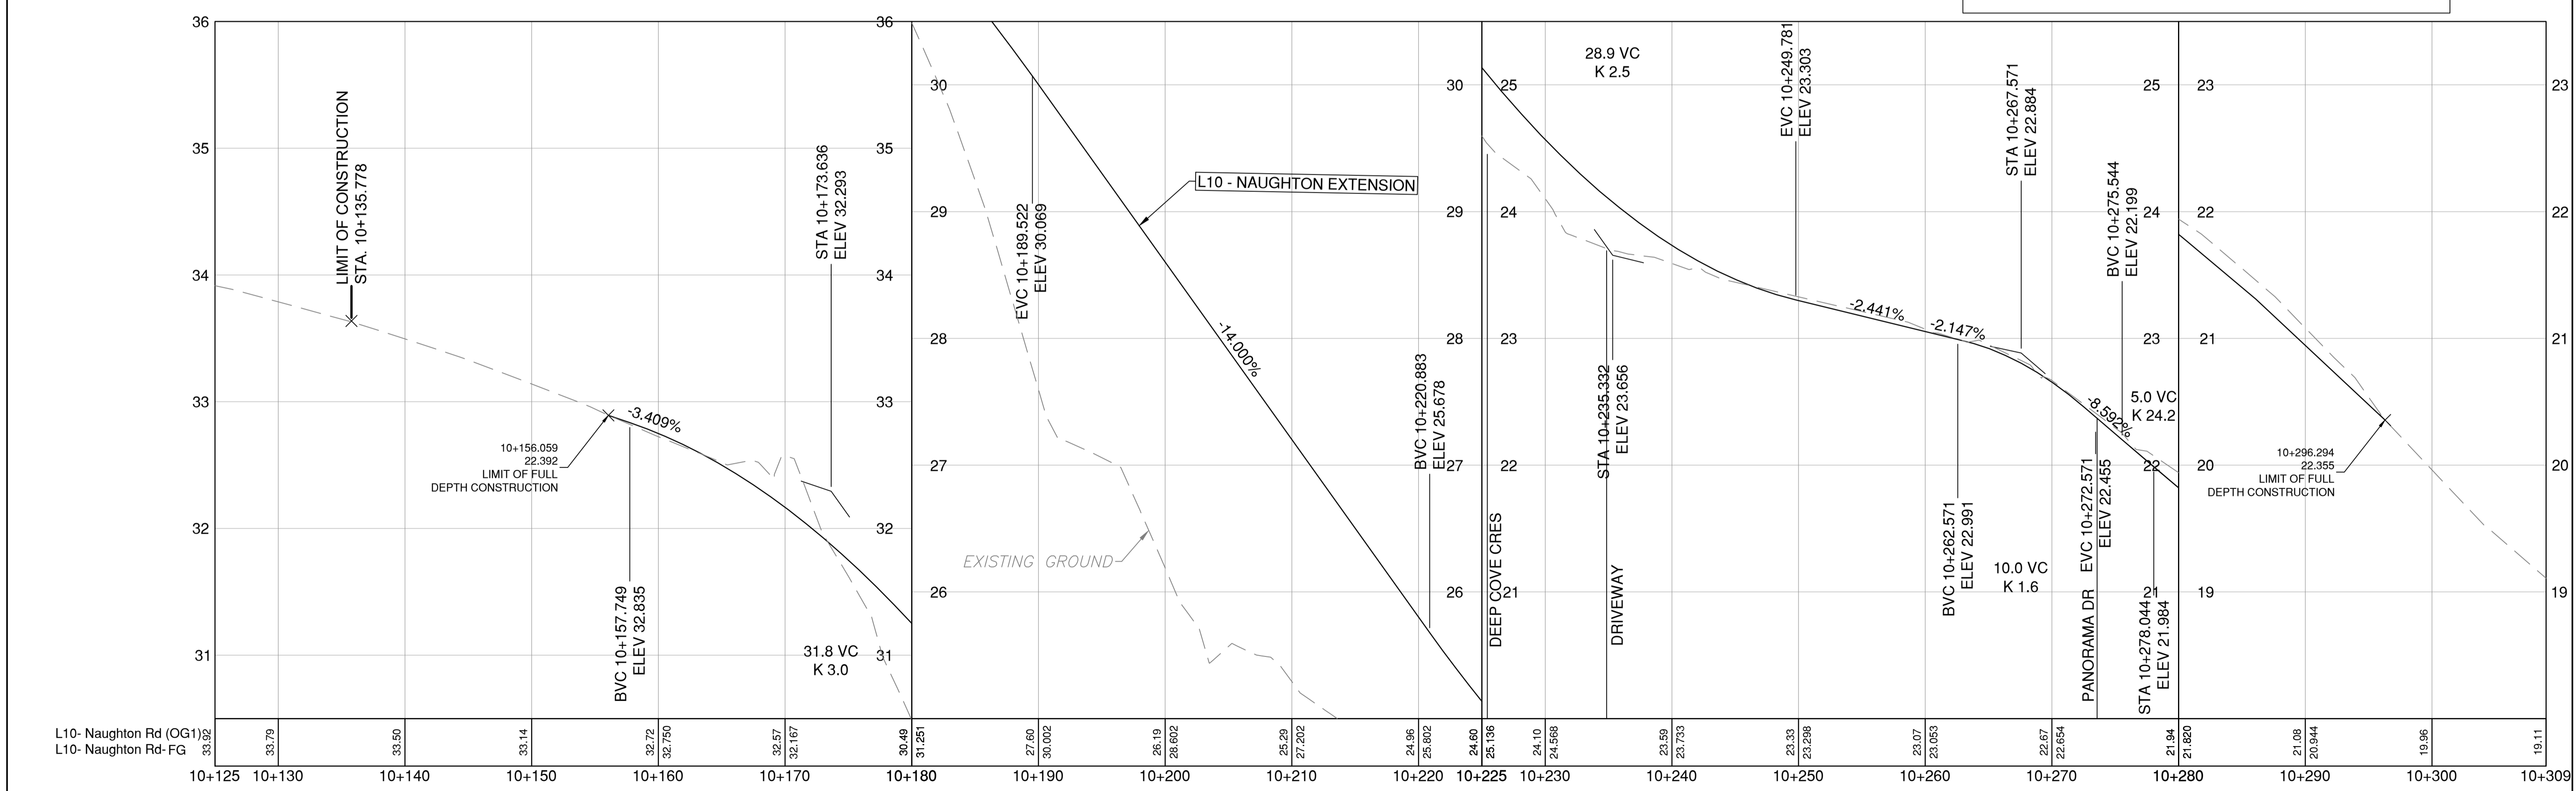 36
35
34
33
32
31
LIMIT OF CONSTRUCTION
STA. 10+135.778
10+156.059
22.392
LIMIT OF FULL
DEPTH CONSTRUCTION
-3.409%
BVC 10+157.749
ELEV 32.835
STA 10+173.636
ELEV 32.293
31.8 VC
K 3.0
36
35
34
33
32
31
30
29
28
27
26
EVC 10+189.522
ELEV 30.069
L10 - NAUGHTON EXTENSION
-14.000%
EXISTING GROUND
BVC 10+220.883
ELEV 25.678
30
29
28
27
26
25
24
23
22
21
DEEP COVE CRES
28.9 VC
K 2.5
STA 10+235.332
ELEV 23.656
DRIVEWAY
EVC 10+249.781
ELEV 23.303
-2.441%
-2.147%
BVC 10+262.571
ELEV 22.991
STA 10+267.571
ELEV 22.884
10.0 VC
K 1.6
-8.592%
PANORAMA DR
EVC 10+272.571
ELEV 22.455
BVC 10+275.544
ELEV 22.199
5.0 VC
K 24.2
STA 10+278.044
ELEV 21.984
25
24
23
22
21
23
22
21
20
19
10+296.294
22.355
LIMIT OF FULL
DEPTH CONSTRUCTION
23
22
21
20
19
L10- Naughton Rd (OG1)
L10- Naughton Rd- FG
33.92
33.79
33.50
33.14
32.72
32.750
32.57
32.167
30.49
31.251
27.60
30.002
26.19
28.602
25.29
27.202
24.96
25.802
24.60
25.136
24.10
24.568
23.59
23.733
23.33
23.298
23.07
23.053
22.67
22.654
21.94
21.820
21.08
20.944
19.96
19.11
10+125 10+130 10+140 10+150 10+160 10+170 10+180 10+190 10+200 10+210 10+220 10+225 10+230 10+240 10+250 10+260 10+270 10+280 10+290 10+300 10+309